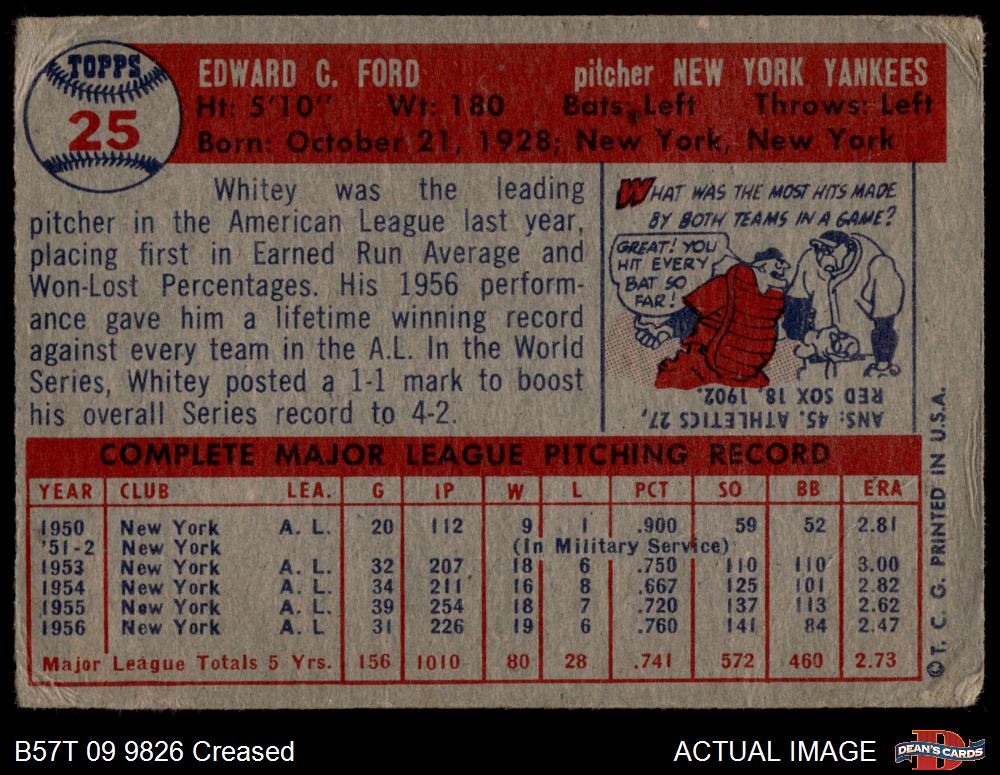 TOPPS
25
EDWARD C. FORD pitcher NEW YORK YANKEES
Ht: 5'10" Wt: 180 Bats: Left Throws: Left
Born: October 21, 1928; New York, New York
Whitey was the leading
pitcher in the American League last year,
placing first in Earned Run Average and
Won-Lost Percentages. His 1956 perform-
ance gave him a lifetime winning record
against every team in the A.L. In the World
Series, Whitey posted a 1-1 mark to boost
his overall Series record to 4-2.
WHAT WAS THE MOST HITS MADE
BY BOTH TEAMS IN A GAME?
GREAT! YOU
HIT EVERY
BAT SO
FAR!
ANS: 45. ATHLETICS 27,
RED SOX 18, 1902.
COMPLETE MAJOR LEAGUE PITCHING RECORD
YEAR CLUB LEA. G IP W L PCT SO BB ERA
1950 New York A. L. 20 112 9 1 .900 59 52 2.81
'51-2 New York (In Military Service)
1953 New York A. L. 32 207 18 6 .750 110 110 3.00
1954 New York A. L. 34 211 16 8 .667 125 101 2.82
1955 New York A. L. 39 254 18 7 .720 137 113 2.62
1956 New York A. L 31 226 19 6 .760 141 84 2.47
Major League Totals 5 Yrs. 156 1010 80 28 .741 572 460 2.73
©T. C. G. PRINTED IN U.S.A.
B57T 09 9826 Creased
ACTUAL IMAGE
D
DEAN'S CARDS